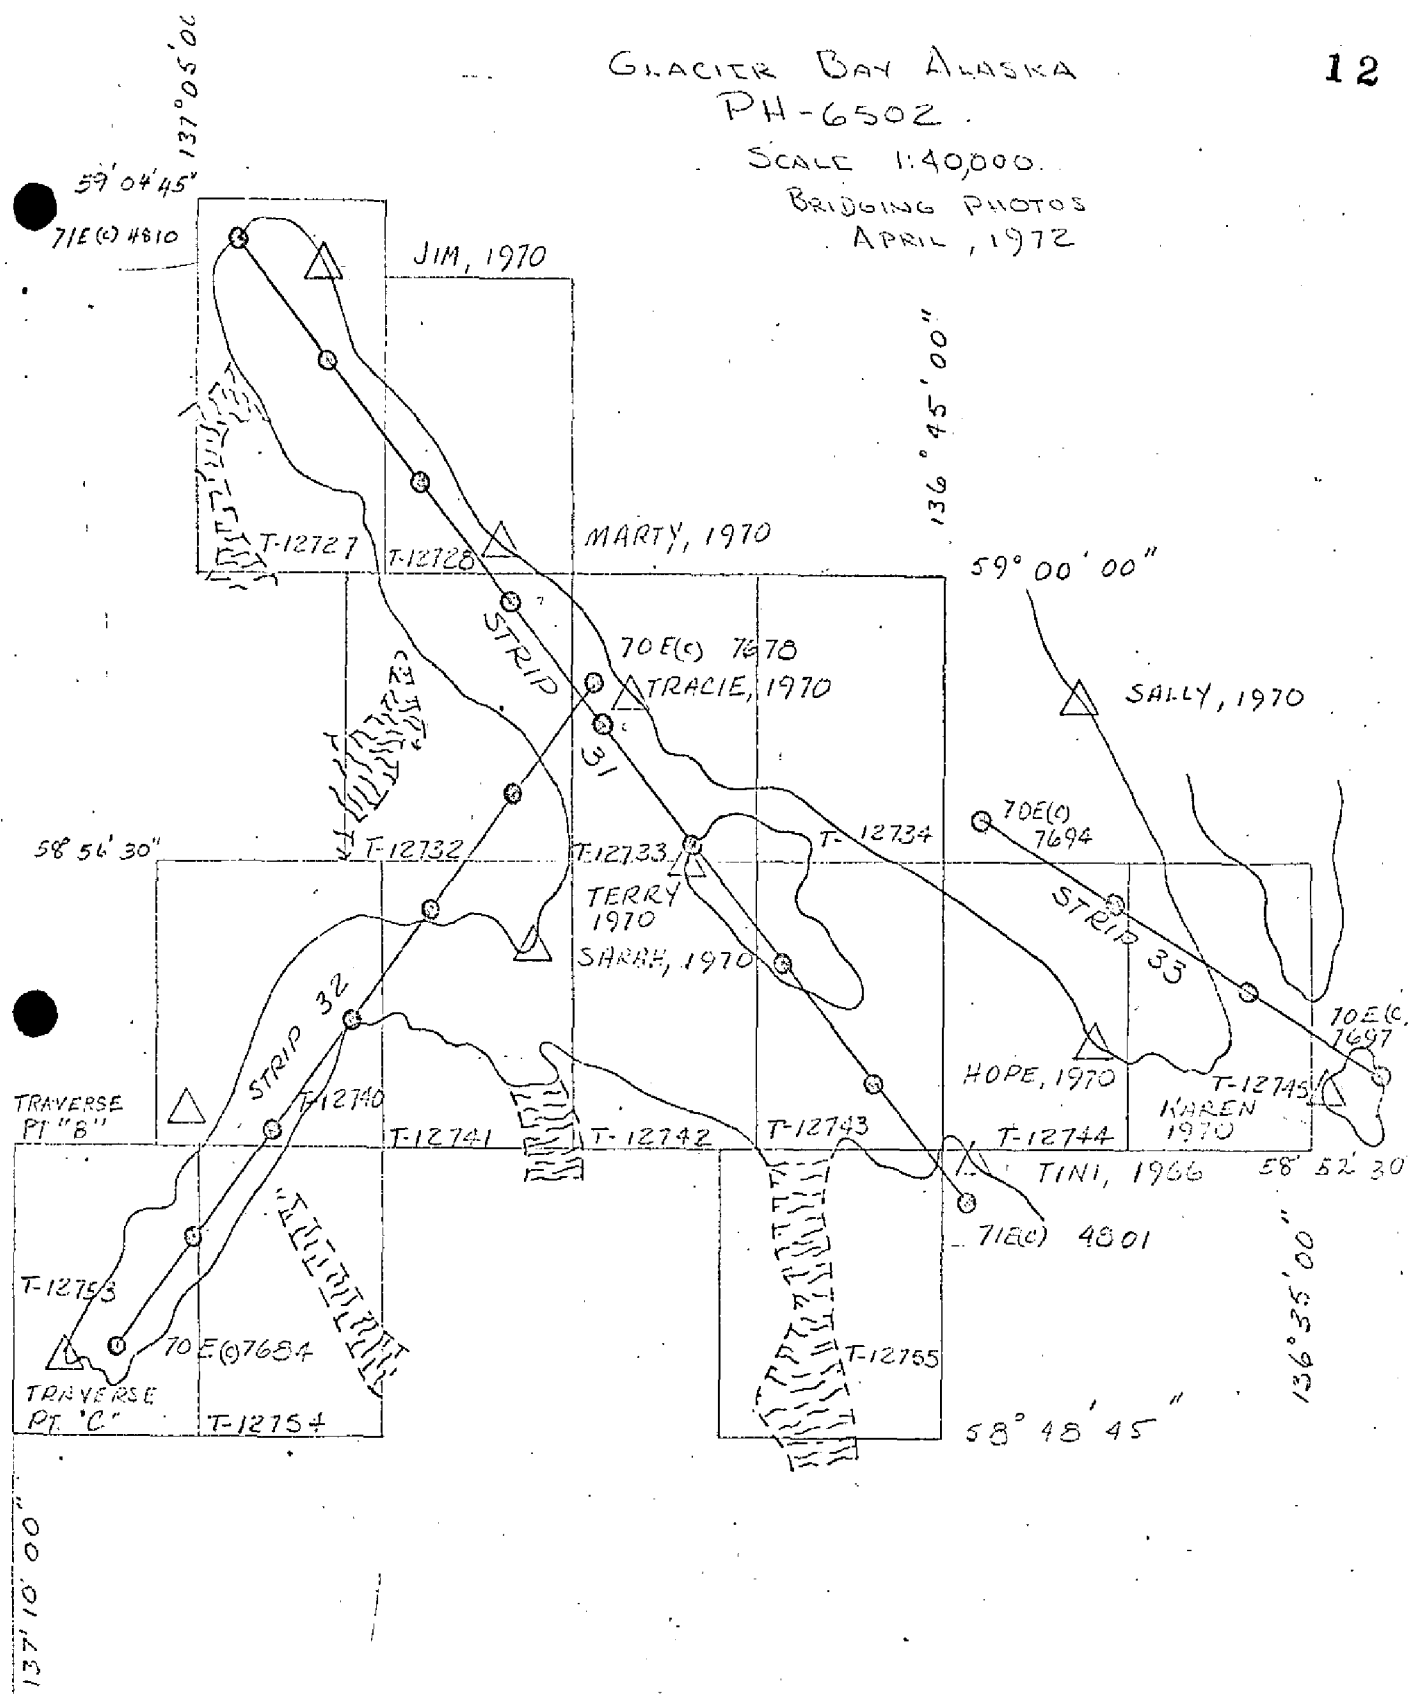 GLACIER BAY ALASKA
12
PH-6502.
SCALE 1:40,000.
BRIDGING PHOTOS
APRIL, 1972
137°05'00
59°04'45"
71E(C) 4810
JIM, 1970
136°45'00"
T-12727
T-12728
MARTY, 1970
59°00'00"
STRIP
31
70E(C) 7678
TRACIE, 1970
SALLY, 1970
58°56'30"
T-12732
T-12733
T-12734
70E(C)
7694
TERRY
1970
SARAH, 1970
STRIP 33
STRIP 32
70E(C)
7697
HOPE, 1970
T-12745
KAREN
1970
TRAVERSE
PT "B"
T-12740
T-12741
T-12742
T-12743
T-12744
TINI, 1966
58°52'30
71E(C) 4801
T-12753
70E(C)7684
T-12755
136°35'00"
TRAVERSE
PT. "C"
T-12754
58°48'45"
137°10'00"